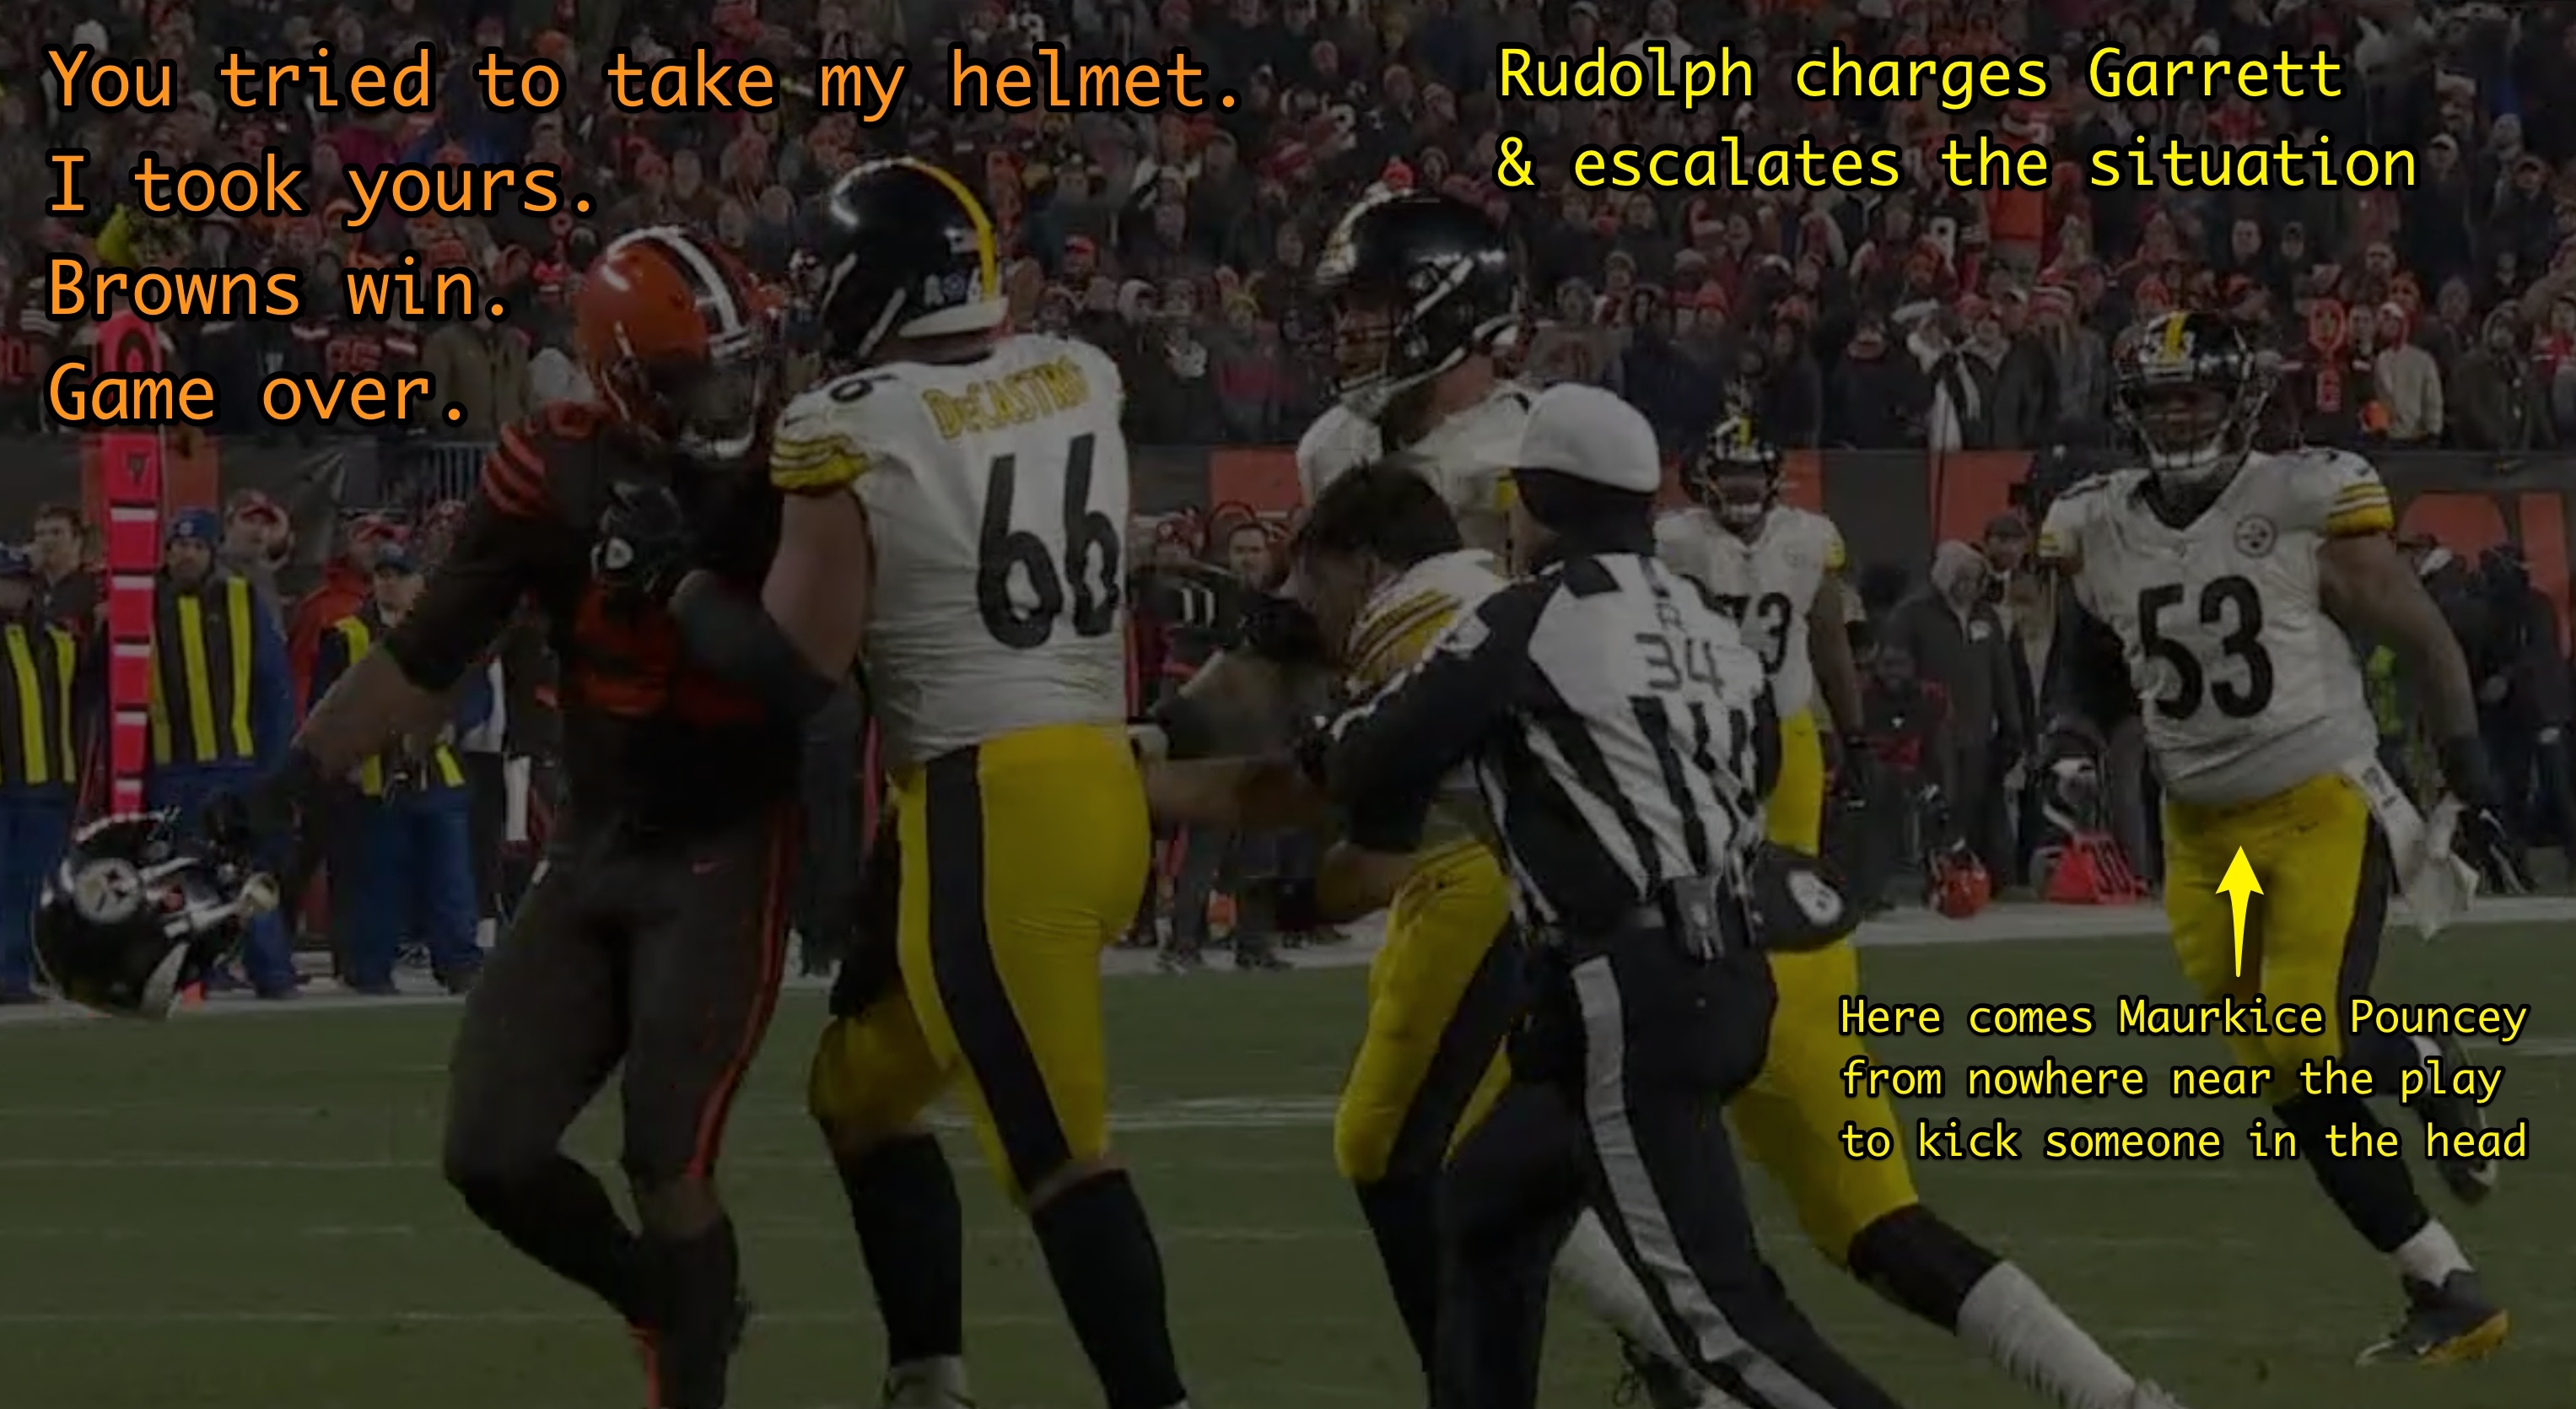 You tried to take my helmet.
I took yours.
Browns win.
Game over.
Rudolph charges Garrett
& escalates the situation
DeCASTRO
66
66
34
73
53
Here comes Maurkice Pouncey
from nowhere near the play
to kick someone in the head